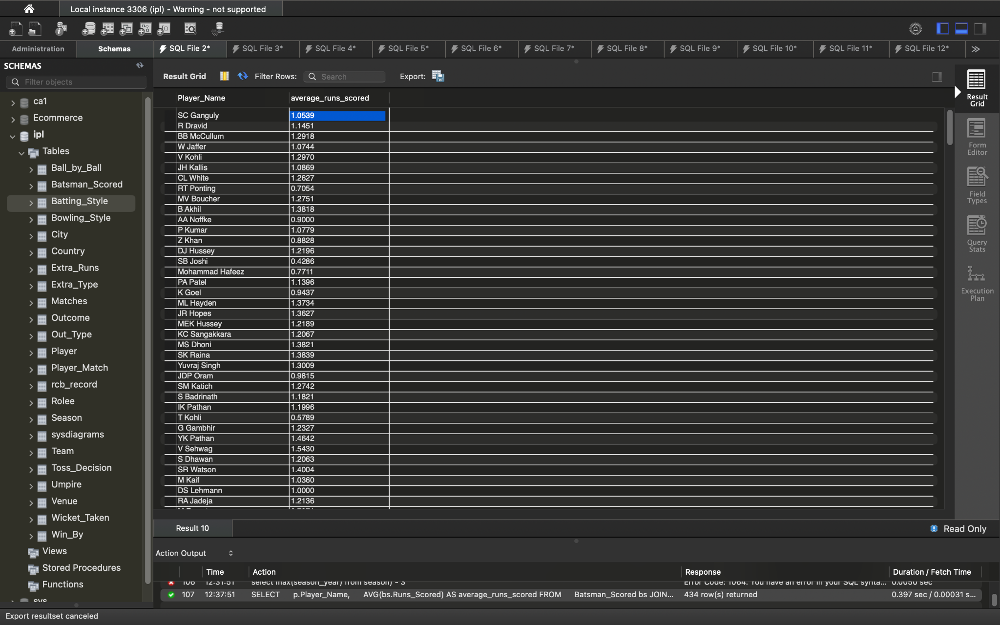 Local instance 3306 (ipl) - Warning - not supported
Administration
Schemas
SQL File 2*
SQL File 3*
SQL File 4*
SQL File 5*
SQL File 6*
SQL File 7*
SQL File 8*
SQL File 9*
SQL File 10*
SQL File 11*
SQL File 12*
SCHEMAS
Filter objects
ca1
Ecommerce
ipl
Tables
Ball_by_Ball
Batsman_Scored
Batting_Style
Bowling_Style
City
Country
Extra_Runs
Extra_Type
Matches
Outcome
Out_Type
Player
Player_Match
rcb_record
Rolee
Season
sysdiagrams
Team
Toss_Decision
Umpire
Venue
Wicket_Taken
Win_By
Views
Stored Procedures
Functions
sys
Result Grid
Filter Rows:
Search
Export:
Player_Name average_runs_scored
SC Ganguly 1.0539
R Dravid 1.1451
BB McCullum 1.2918
W Jaffer 1.0744
V Kohli 1.2970
JH Kallis 1.0869
CL White 1.2627
RT Ponting 0.7054
MV Boucher 1.2751
B Akhil 1.3818
AA Noffke 0.9000
P Kumar 1.0779
Z Khan 0.8828
DJ Hussey 1.2196
SB Joshi 0.4286
Mohammad Hafeez 0.7711
PA Patel 1.1396
K Goel 0.9437
ML Hayden 1.3734
JR Hopes 1.3627
MEK Hussey 1.2189
KC Sangakkara 1.2067
MS Dhoni 1.3821
SK Raina 1.3839
Yuvraj Singh 1.3009
JDP Oram 0.9815
SM Katich 1.2742
S Badrinath 1.1821
IK Pathan 1.1996
T Kohli 0.5789
G Gambhir 1.2327
YK Pathan 1.4642
V Sehwag 1.5430
S Dhawan 1.2063
SR Watson 1.4004
M Kaif 1.0360
DS Lehmann 1.0000
RA Jadeja 1.2136
Result
Grid
Form
Editor
Field
Types
Query
Stats
Execution
Plan
Result 10
Read Only
Action Output
Time Action Response Duration / Fetch Time
106 12:31:51 select max(season_year) from season) - 3 Error Code: 1064. You have an error in your SQL synta... 0.0050 sec
107 12:37:51 SELECT p.Player_Name, AVG(bs.Runs_Scored) AS average_runs_scored FROM Batsman_Scored bs JOIN... 434 row(s) returned 0.397 sec / 0.00031 s...
Export resultset canceled